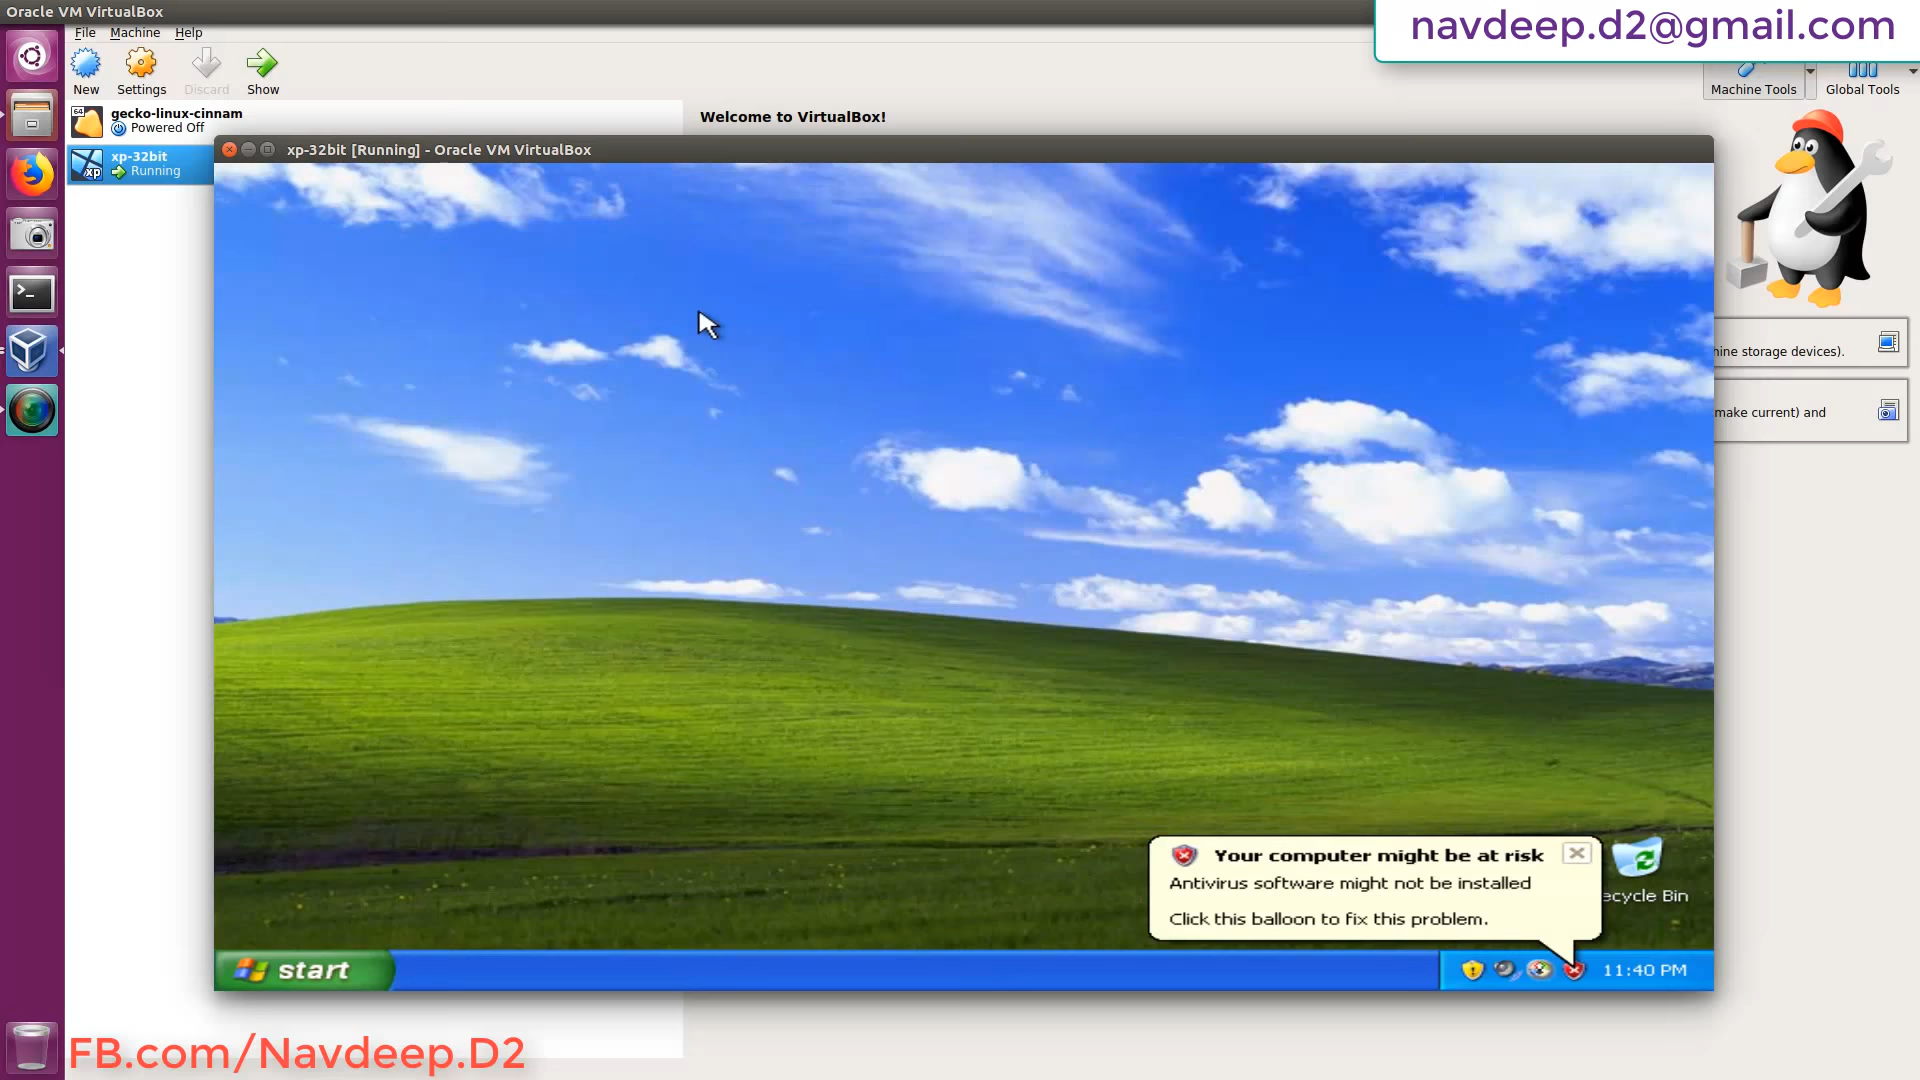 Oracle VM VirtualBox
navdeep.d2@gmail.com
File Machine Help
New Settings Discard Show
Machine Tools Global Tools
64
gecko-linux-cinnam
Powered Off
Welcome to VirtualBox!
xp
xp-32bit
Running
xp-32bit [Running] - Oracle VM VirtualBox
hine storage devices).
make current) and
Your computer might be at risk
Antivirus software might not be installed
Click this balloon to fix this problem.
ecycle Bin
start
11:40 PM
FB.com/Navdeep.D2